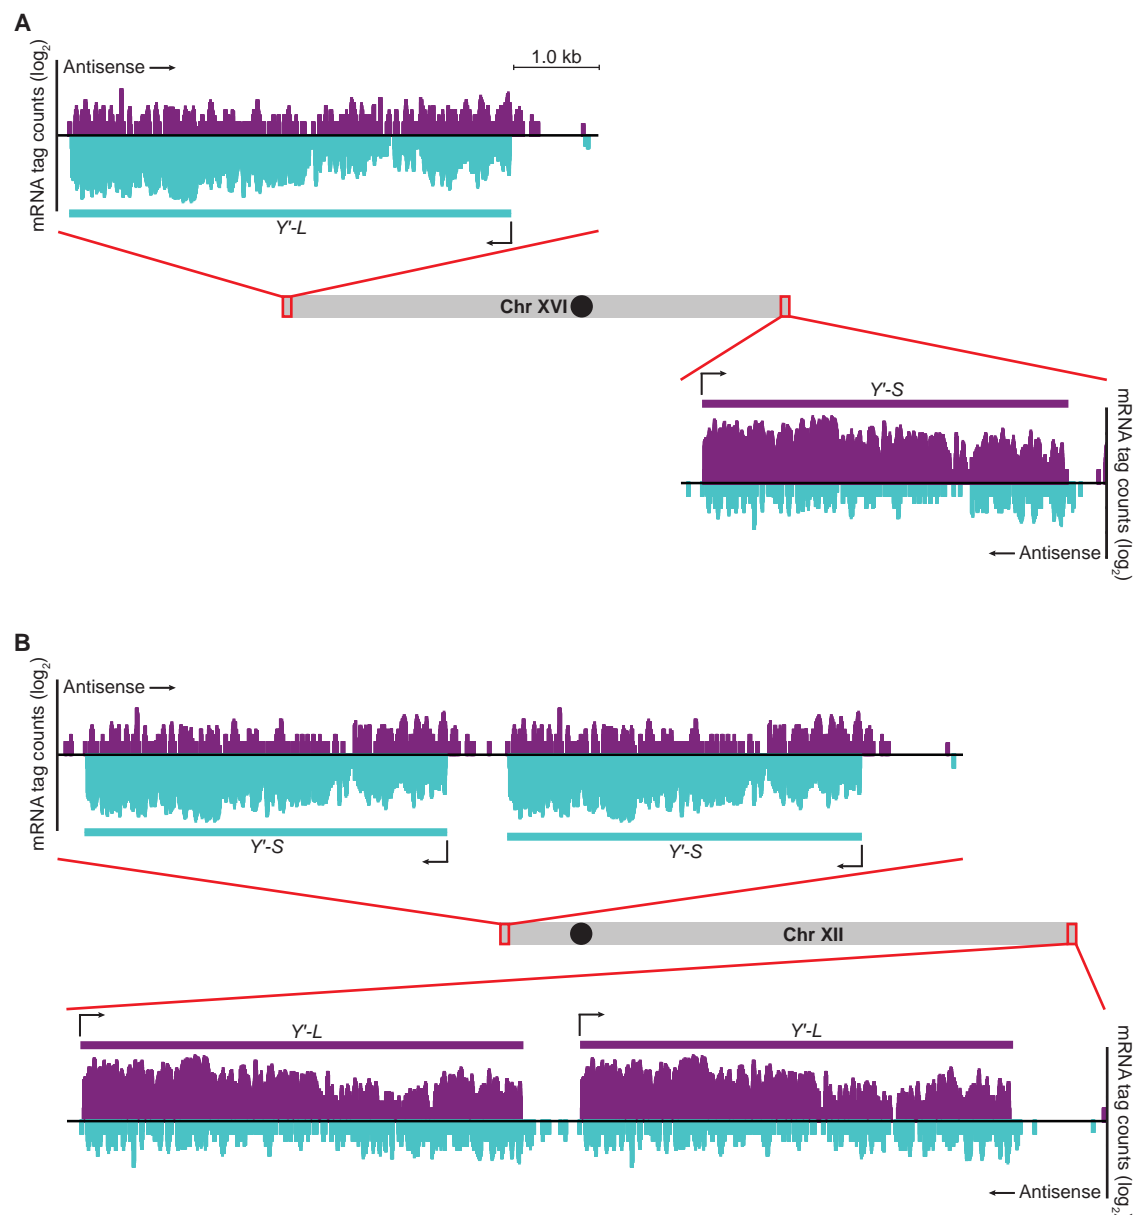 A
mRNA tag counts (log2)
Antisense
1.0 kb
Y'-L
Chr XVI
Y'-S
mRNA tag counts (log2)
Antisense
B
mRNA tag counts (log2)
Antisense
Y'-S
Y'-S
Chr XII
Y'-L
Y'-L
mRNA tag counts (log2
Antisense